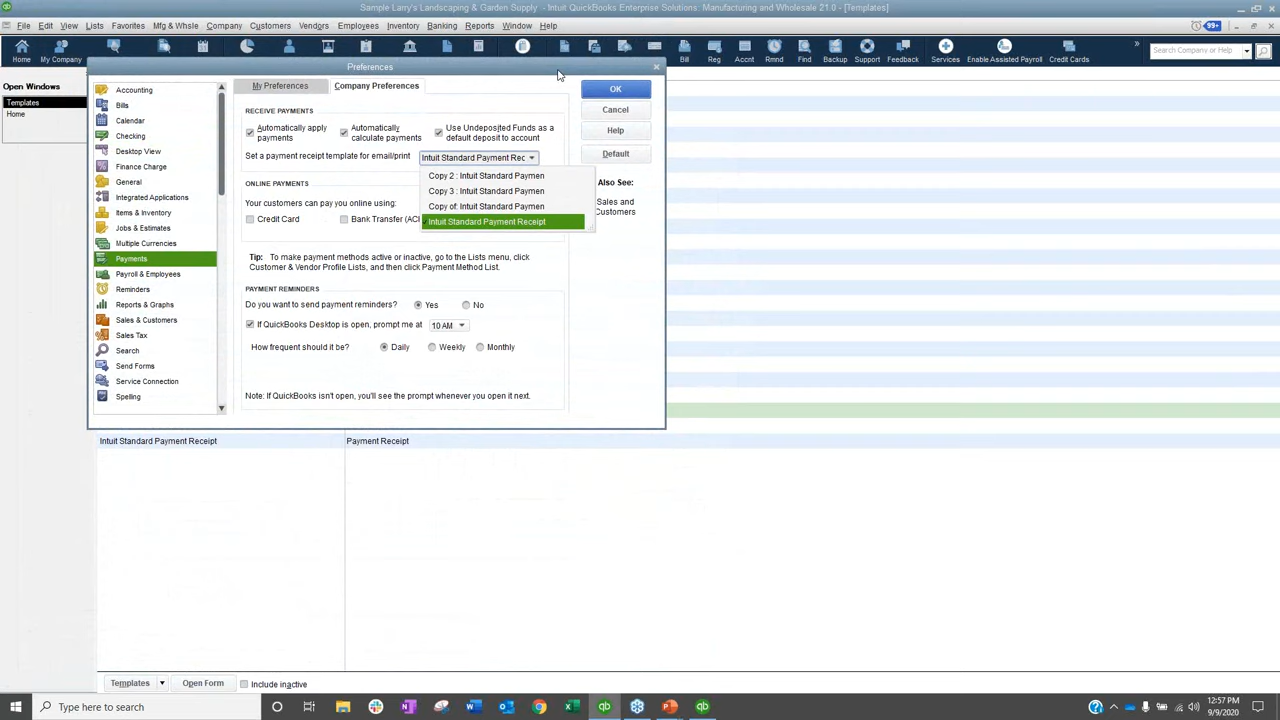 Sample Larry's Landscaping & Garden Supply - Intuit QuickBooks Enterprise Solutions: Manufacturing and Wholesale 21.0 - [Templates]
File Edit View Lists Favorites Mfg & Whsle Company Customers Vendors Employees Inventory Banking Reports Window Help
99+
Home My Company Bill Reg Accnt Rmnd Find Backup Support Feedback Services Enable Assisted Payroll Credit Cards
Search Company or Help
Open Windows
Templates
Home
Preferences
My Preferences
Company Preferences
Accounting
Bills
Calendar
Checking
Desktop View
Finance Charge
General
Integrated Applications
Items & Inventory
Jobs & Estimates
Multiple Currencies
Payments
Payroll & Employees
Reminders
Reports & Graphs
Sales & Customers
Sales Tax
Search
Send Forms
Service Connection
Spelling
RECEIVE PAYMENTS
Automatically apply
payments
Automatically
calculate payments
Use Undeposited Funds as a
default deposit to account
Set a payment receipt template for email/print
Intuit Standard Payment Rec
Copy 2 : Intuit Standard Paymen
Copy 3 : Intuit Standard Paymen
Copy of: Intuit Standard Paymen
Intuit Standard Payment Receipt
ONLINE PAYMENTS
Your customers can pay you online using:
Credit Card
Bank Transfer (ACH
Tip: To make payment methods active or inactive, go to the Lists menu, click
Customer & Vendor Profile Lists, and then click Payment Method List.
PAYMENT REMINDERS
Do you want to send payment reminders? Yes No
If QuickBooks Desktop is open, prompt me at 10 AM
How frequent should it be? Daily Weekly Monthly
Note: If QuickBooks isn't open, you'll see the prompt whenever you open it next.
OK
Cancel
Help
Default
Also See:
Sales and
Customers
Intuit Standard Payment Receipt Payment Receipt
Templates Open Form Include inactive
Type here to search
12:57 PM
9/9/2020